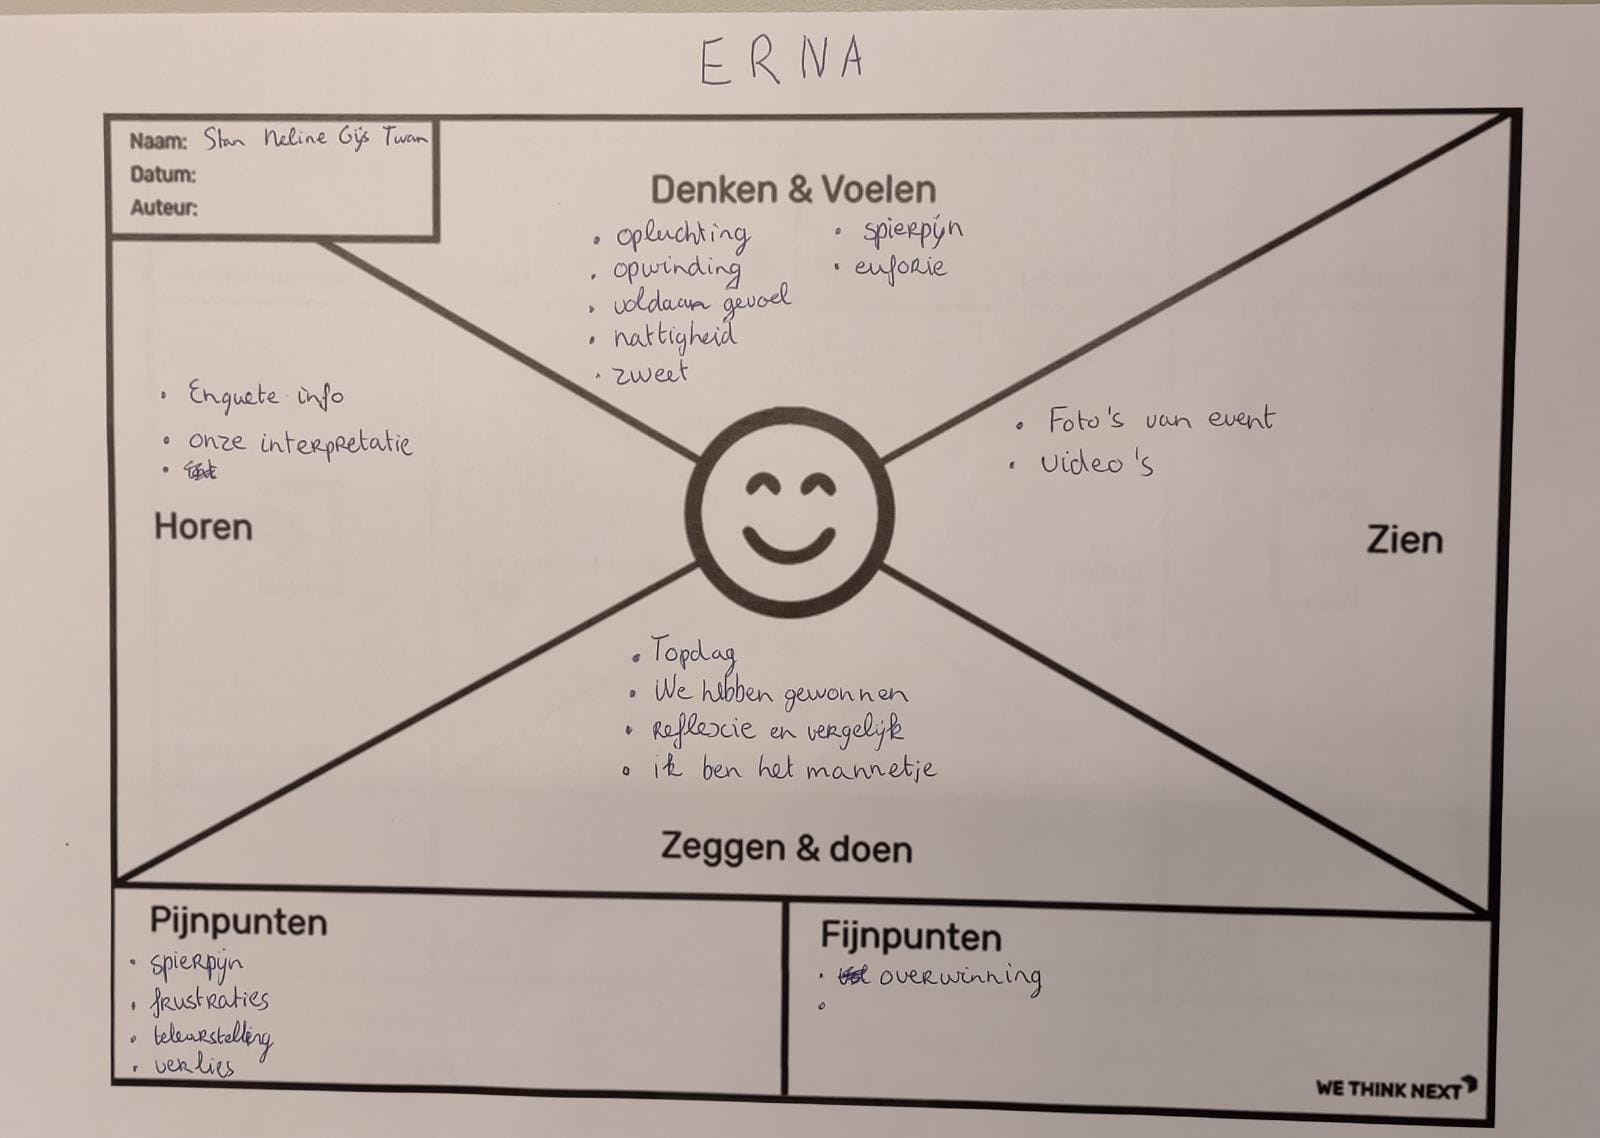 ERNA
Naam: Stan Neline Gijs Twan
Datum:
Auteur:
Denken & Voelen
• opluchting
• opwinding
• voldaan gevoel
• nattigheid
• zweet
• spierpijn
• euforie
• Enquete info
• onze interpretatie
•
Horen
• Foto's van event
• video's
Zien
• Topdag
• We hebben gewonnen
• Reflexcie en vergelijk
• ik ben het mannetje
Zeggen & doen
Pijnpunten
• spierpijn
• frustraties
• teleurstelling
• verlies
Fijnpunten
• overwinning
•
WE THINK NEXT